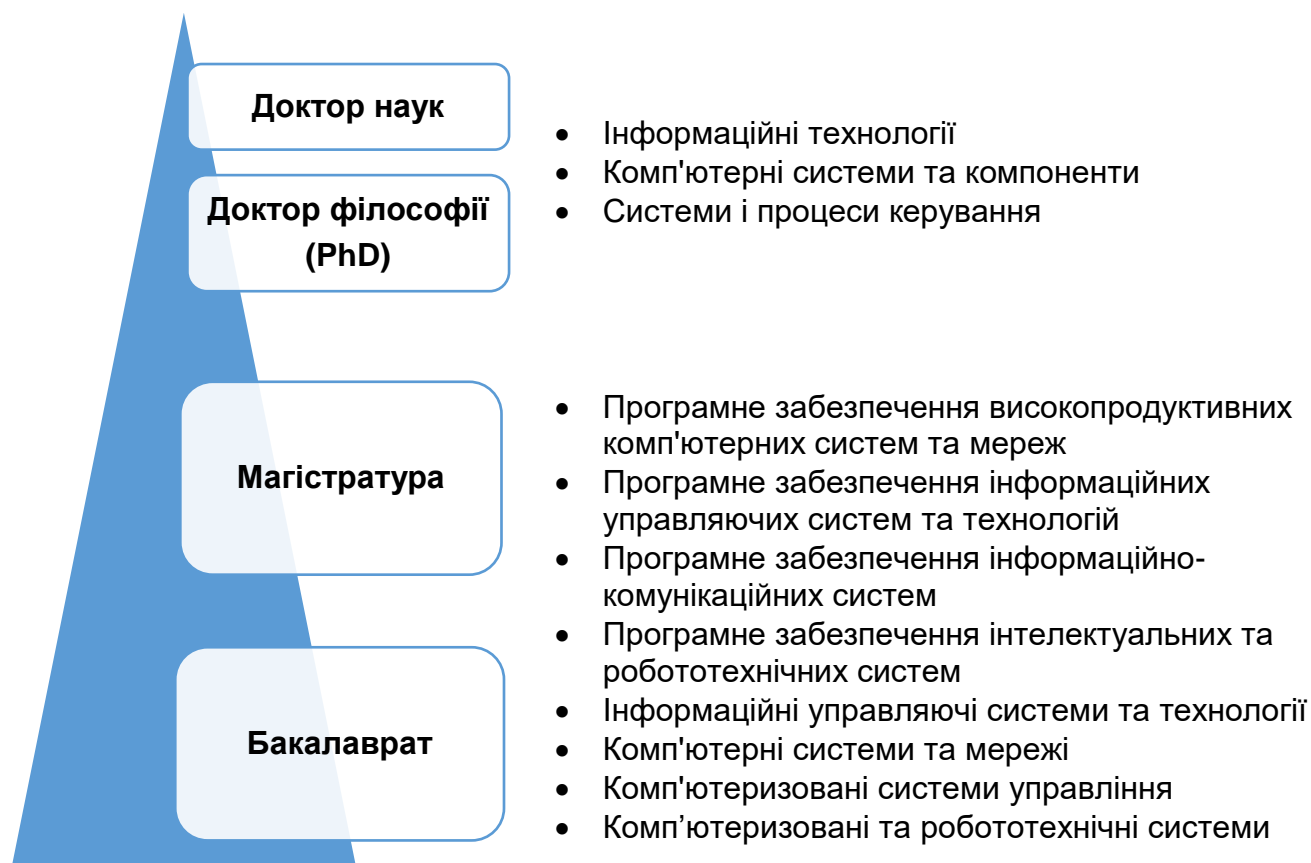 Доктор наук
Доктор філософії
(PhD)
• Інформаційні технології
• Комп'ютерні системи та компоненти
• Системи і процеси керування
Магістратура
Бакалаврат
• Програмне забезпечення високопродуктивних
комп'ютерних систем та мереж
• Програмне забезпечення інформаційних
управляючих систем та технологій
• Програмне забезпечення інформаційно-
комунікаційних систем
• Програмне забезпечення інтелектуальних та
робототехнічних систем
• Інформаційні управляючі системи та технології
• Комп'ютерні системи та мережі
• Комп'ютеризовані системи управління
• Комп’ютеризовані та робототехнічні системи